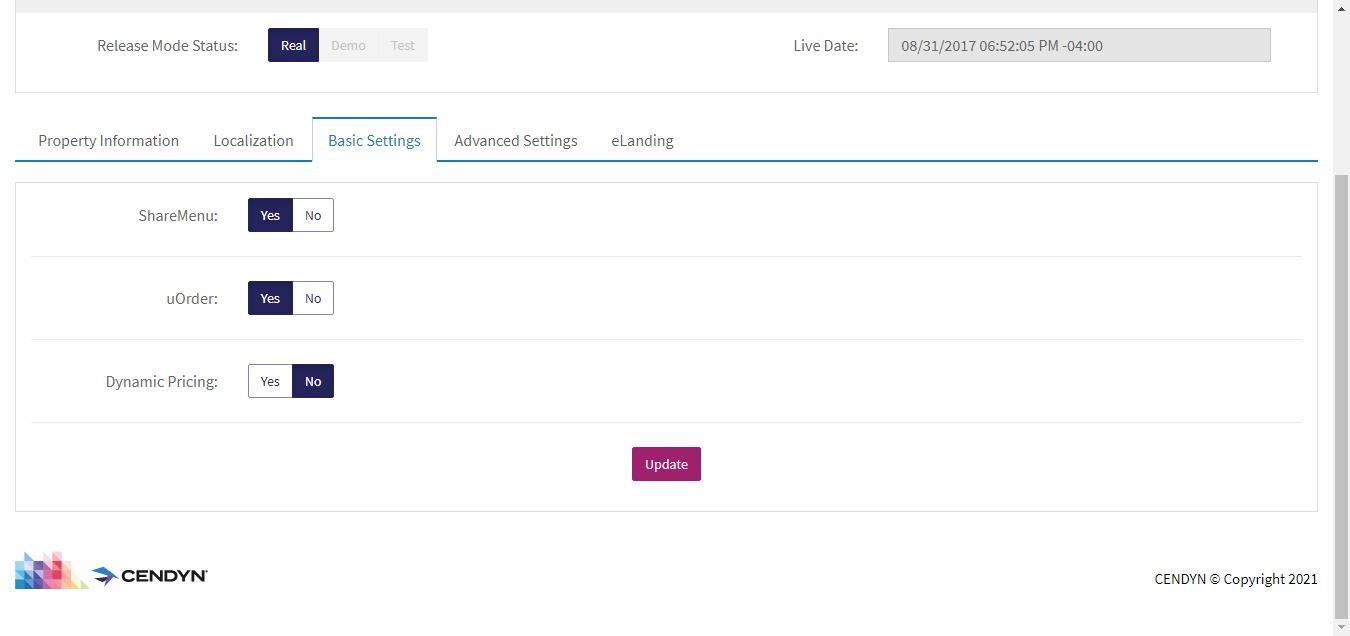 Release Mode Status: Real Demo Test Live Date: 08/31/2017 06:52:05 PM -04:00
Property Information Localization Basic Settings Advanced Settings eLanding
ShareMenu: Yes No
uOrder: Yes No
Dynamic Pricing: Yes No
Update
CENDYN CENDYN © Copyright 2021